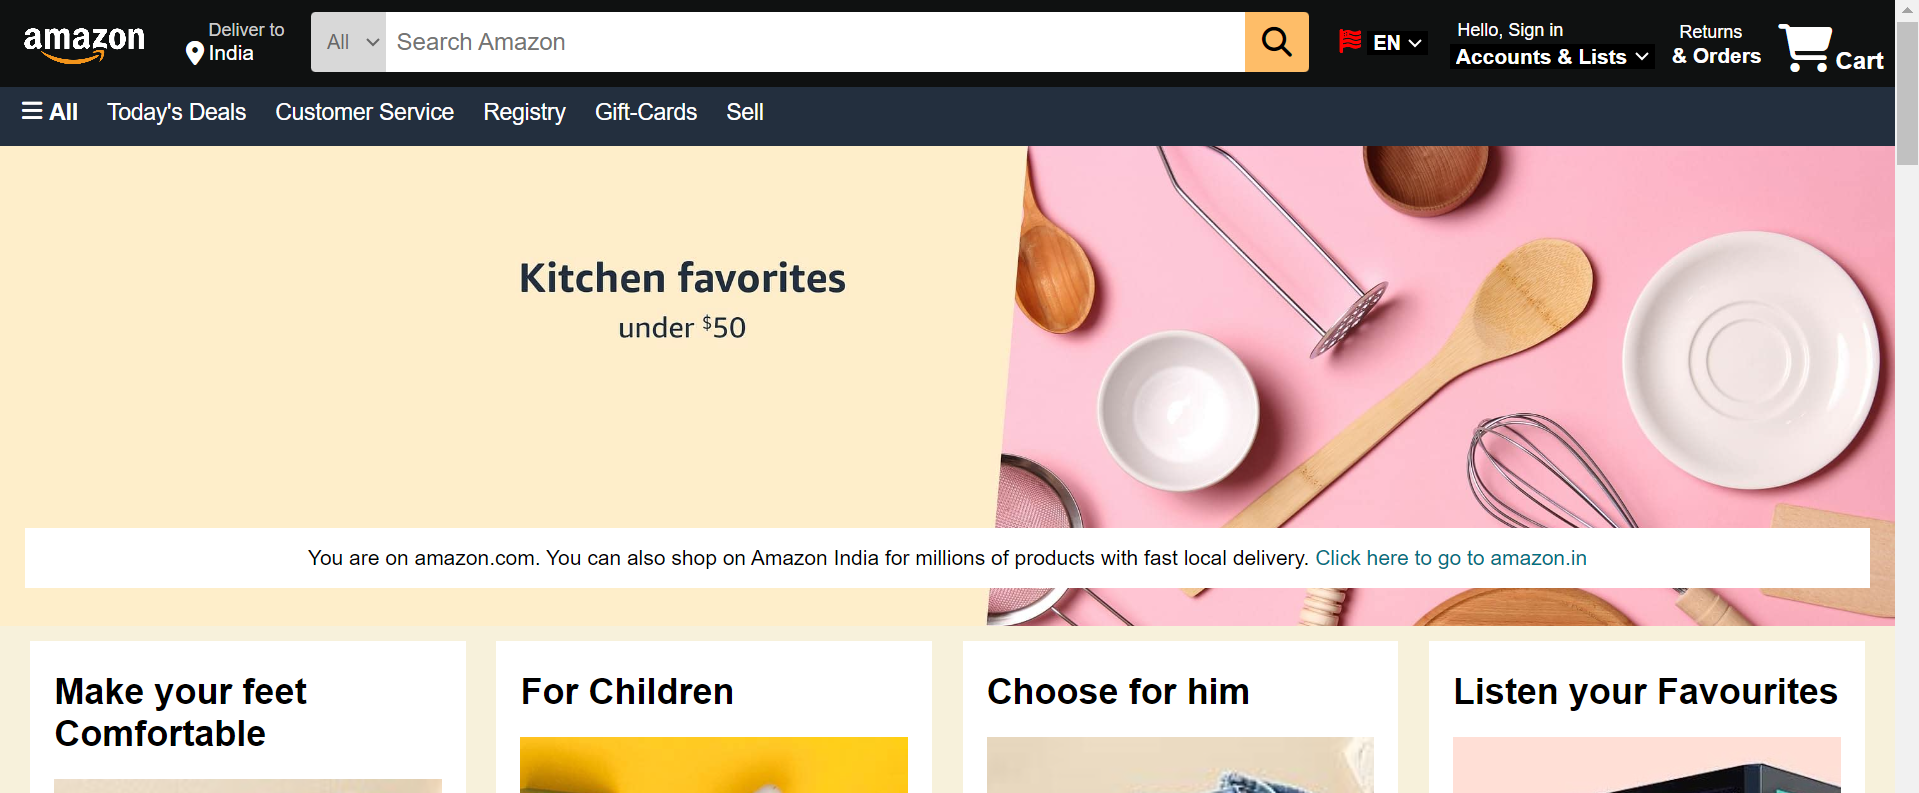 amazon
Deliver to
India
All
Search Amazon
EN
Hello, Sign in
Accounts & Lists
Returns
& Orders
Cart
All
Today's Deals
Customer Service
Registry
Gift-Cards
Sell
Kitchen favorites
under $50
You are on amazon.com. You can also shop on Amazon India for millions of products with fast local delivery. Click here to go to amazon.in
Make your feet
Comfortable
For Children
Choose for him
Listen your Favourites